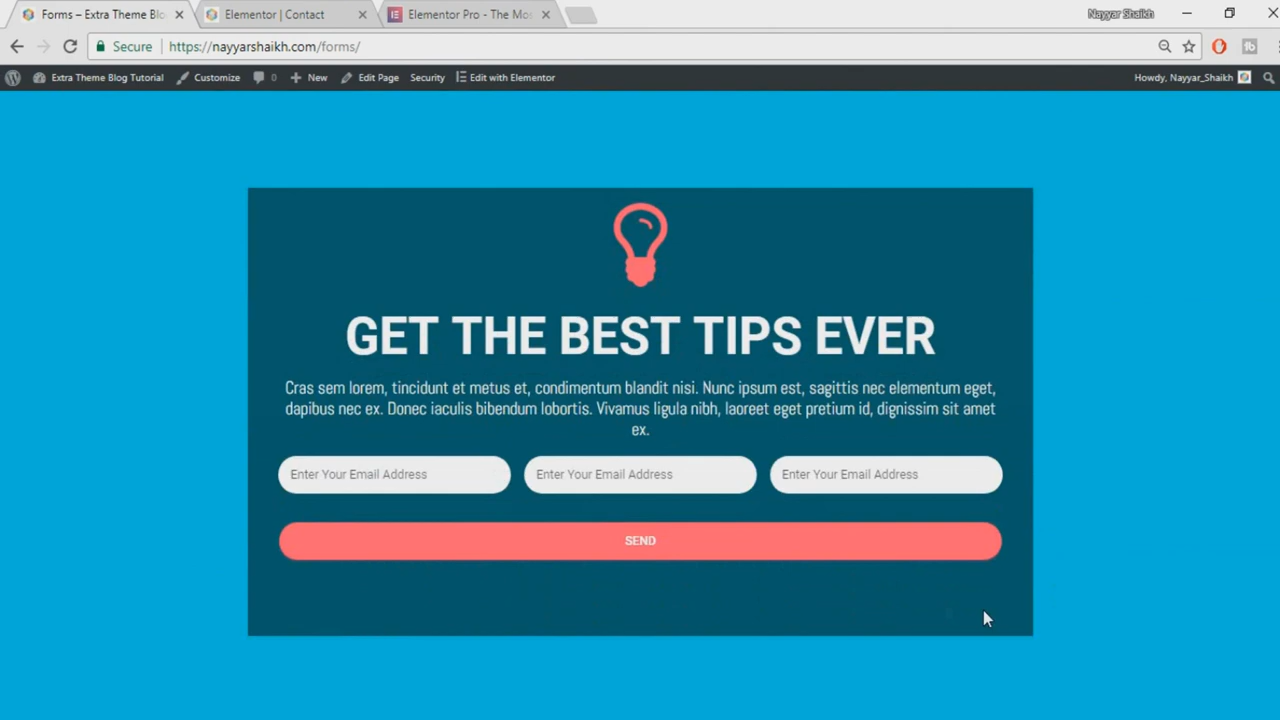 Forms – Extra Theme Blo
Elementor | Contact
Elementor Pro - The Mos
Nayyar Shaikh
Secure
https://nayyarshaikh.com/forms/
Extra Theme Blog Tutorial
Customize
0
New
Edit Page
Security
Edit with Elementor
Howdy, Nayyar_Shaikh
GET THE BEST TIPS EVER
Cras sem lorem, tincidunt et metus et, condimentum blandit nisi. Nunc ipsum est, sagittis nec elementum eget,
dapibus nec ex. Donec iaculis bibendum lobortis. Vivamus ligula nibh, laoreet eget pretium id, dignissim sit amet
ex.
Enter Your Email Address
Enter Your Email Address
Enter Your Email Address
SEND